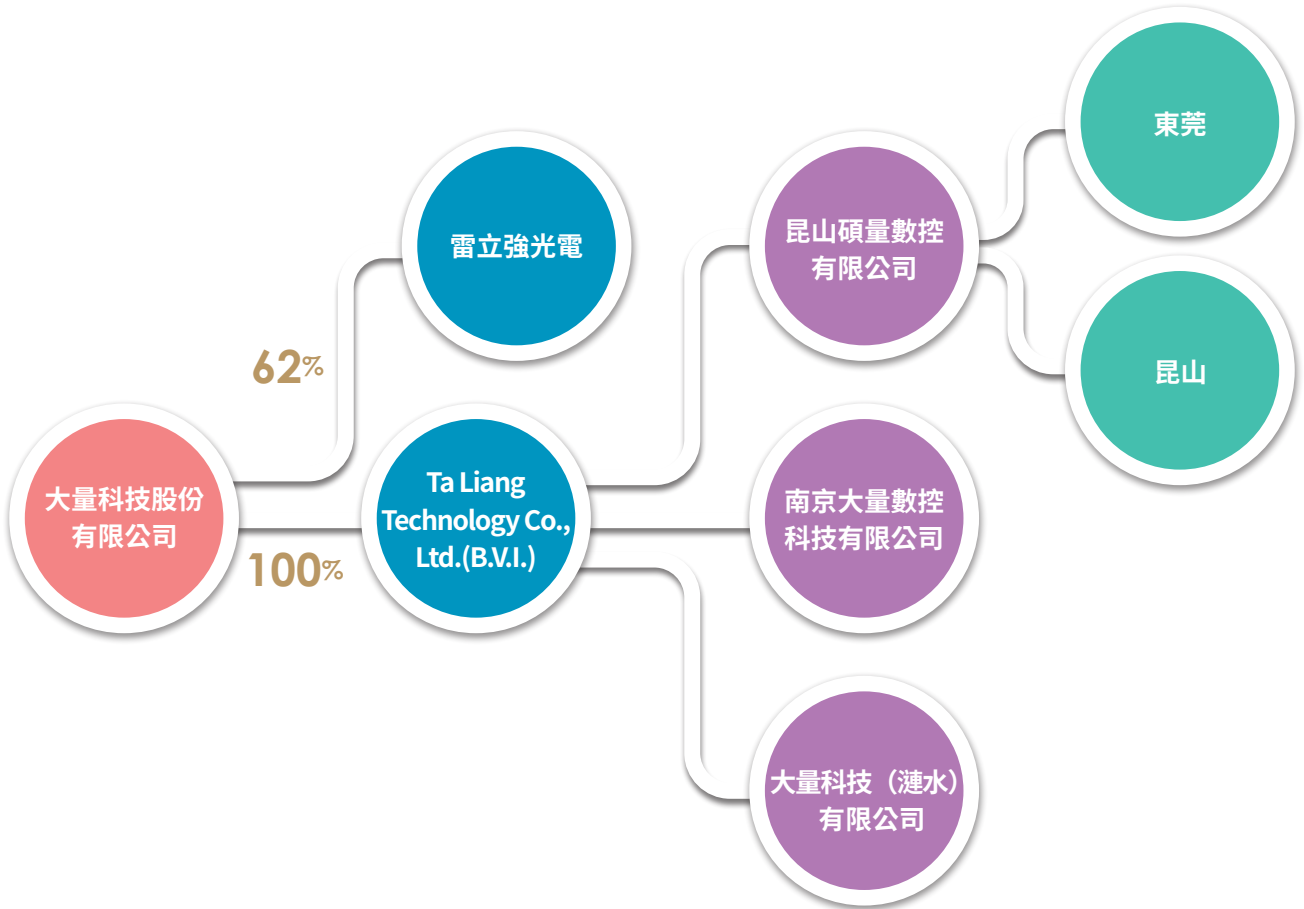 東莞
雷立強光電
昆山碩量數控
有限公司
昆山
62%
大量科技股份
有限公司
Ta Liang
Technology Co.,
Ltd.(B.V.I.)
南京大量數控
科技有限公司
100%
大量科技（漣水）
有限公司